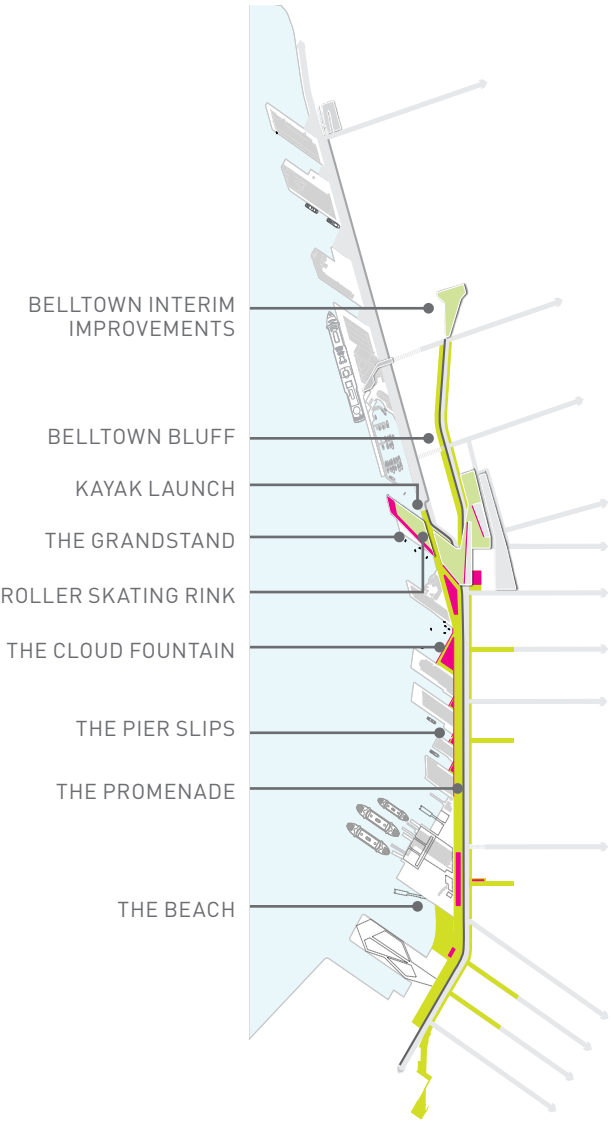 BELLTOWN INTERIM
IMPROVEMENTS
BELLTOWN BLUFF
KAYAK LAUNCH
THE GRANDSTAND
ROLLER SKATING RINK
THE CLOUD FOUNTAIN
THE PIER SLIPS
THE PROMENADE
THE BEACH